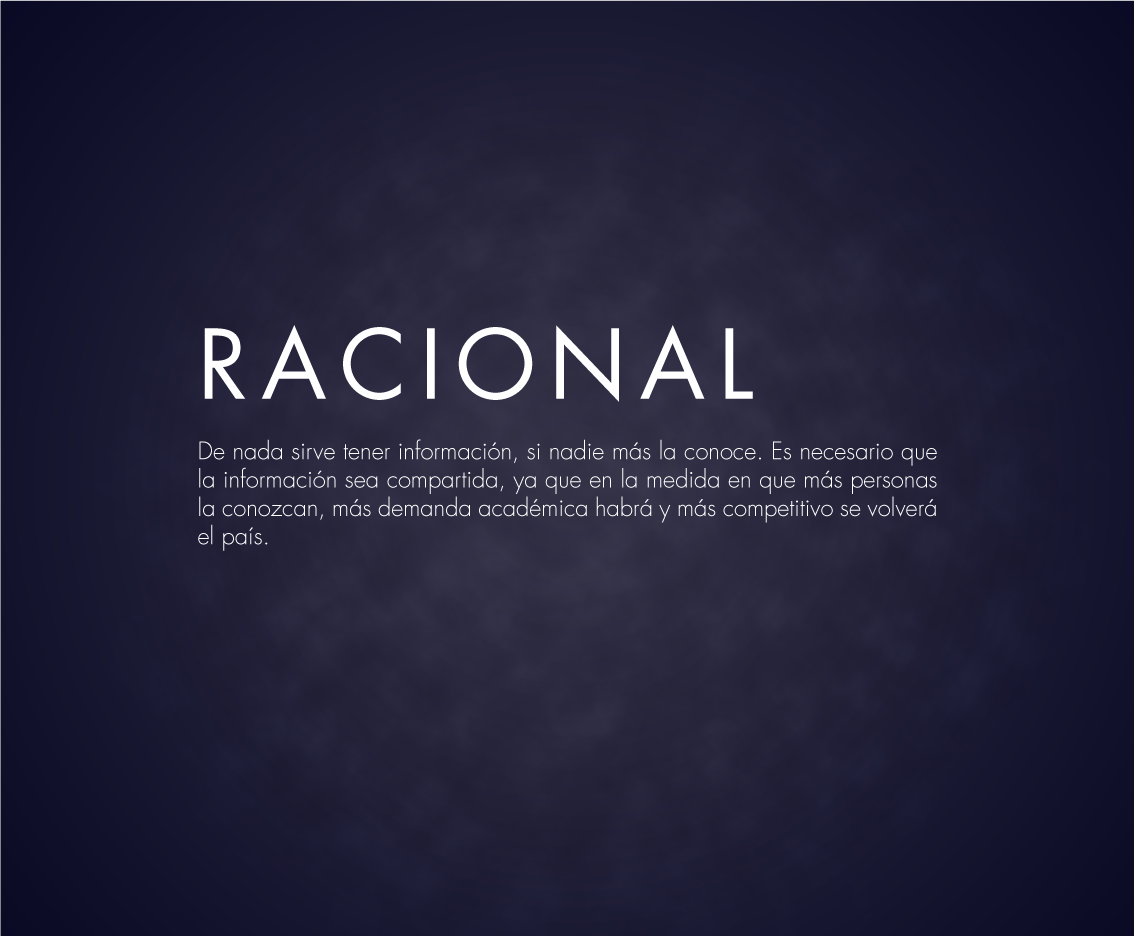 RACIONAL
De nada sirve tener información, si nadie más la conoce. Es necesario que
la información sea compartida, ya que en la medida en que más personas
la conozcan, más demanda académica habrá y más competitivo se volverá
el país.